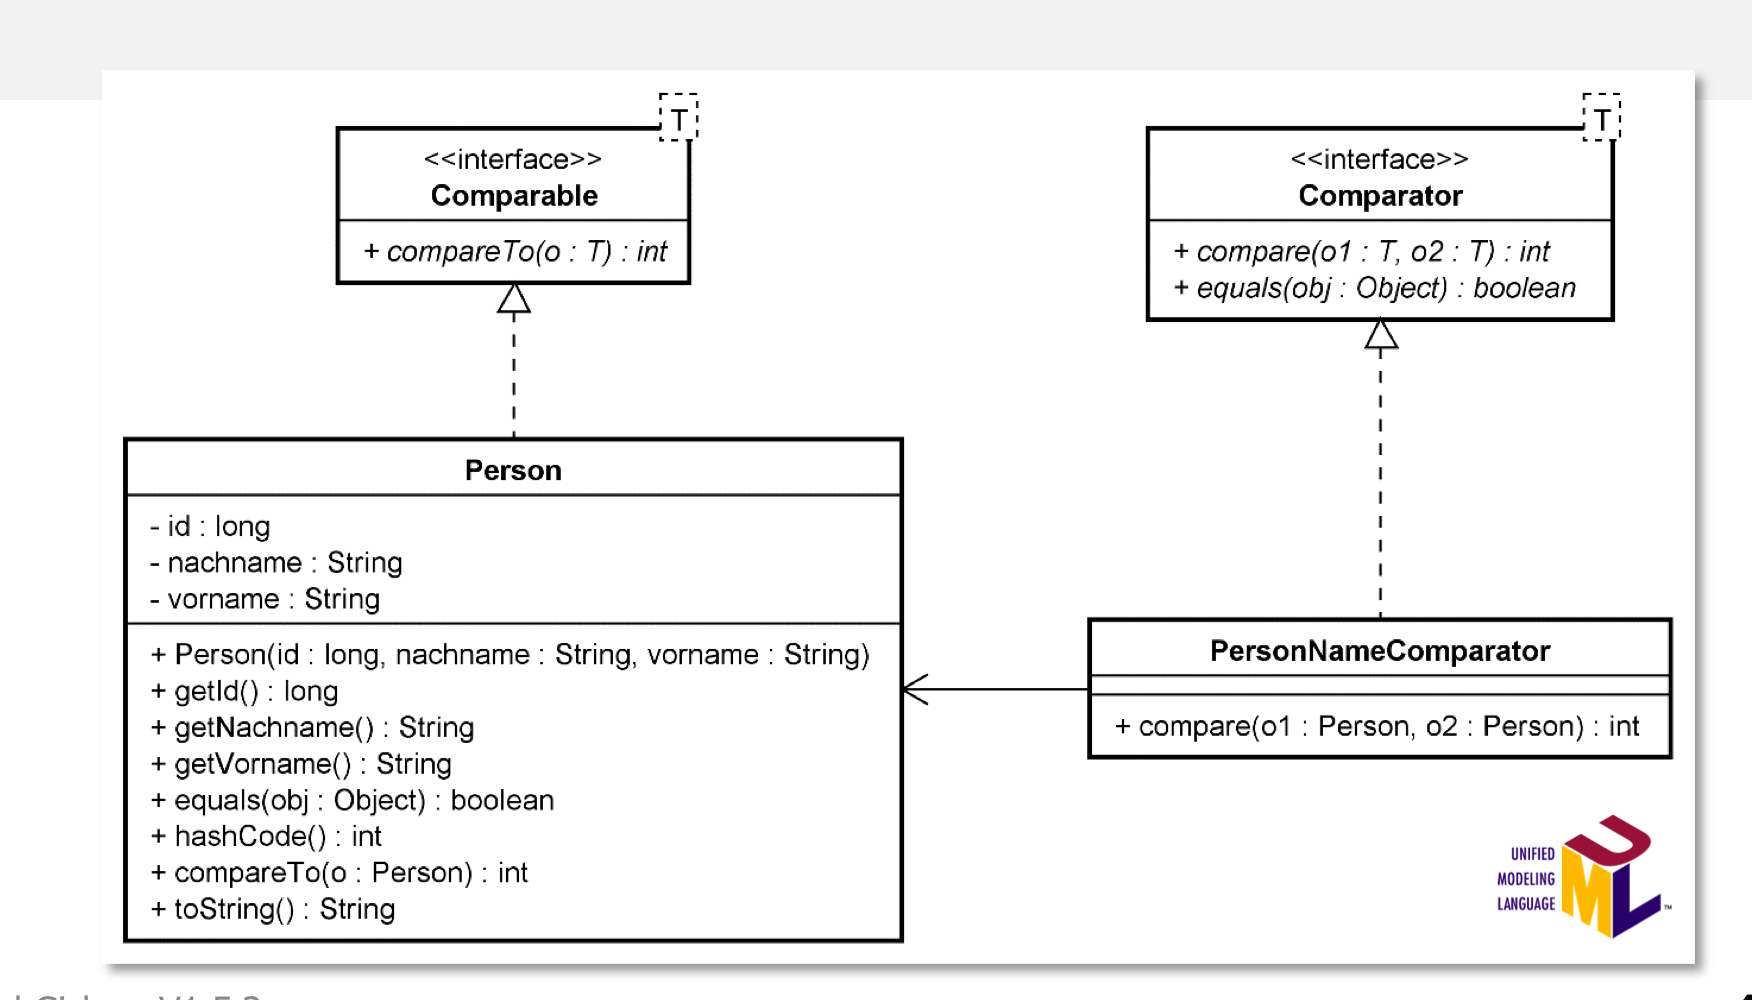 T
<<interface>>
Comparable
+ compareTo(o : T) : int
T
<<interface>>
Comparator
+ compare(o1 : T, o2 : T) : int
+ equals(obj : Object) : boolean
Person
- id : long
- nachname : String
- vorname : String
+ Person(id : long, nachname : String, vorname : String)
+ getId() : long
+ getNachname() : String
+ getVorname() : String
+ equals(obj : Object) : boolean
+ hashCode() : int
+ compareTo(o : Person) : int
+ toString() : String
PersonNameComparator
+ compare(o1 : Person, o2 : Person) : int
UNIFIED
MODELING
LANGUAGE
UML
™